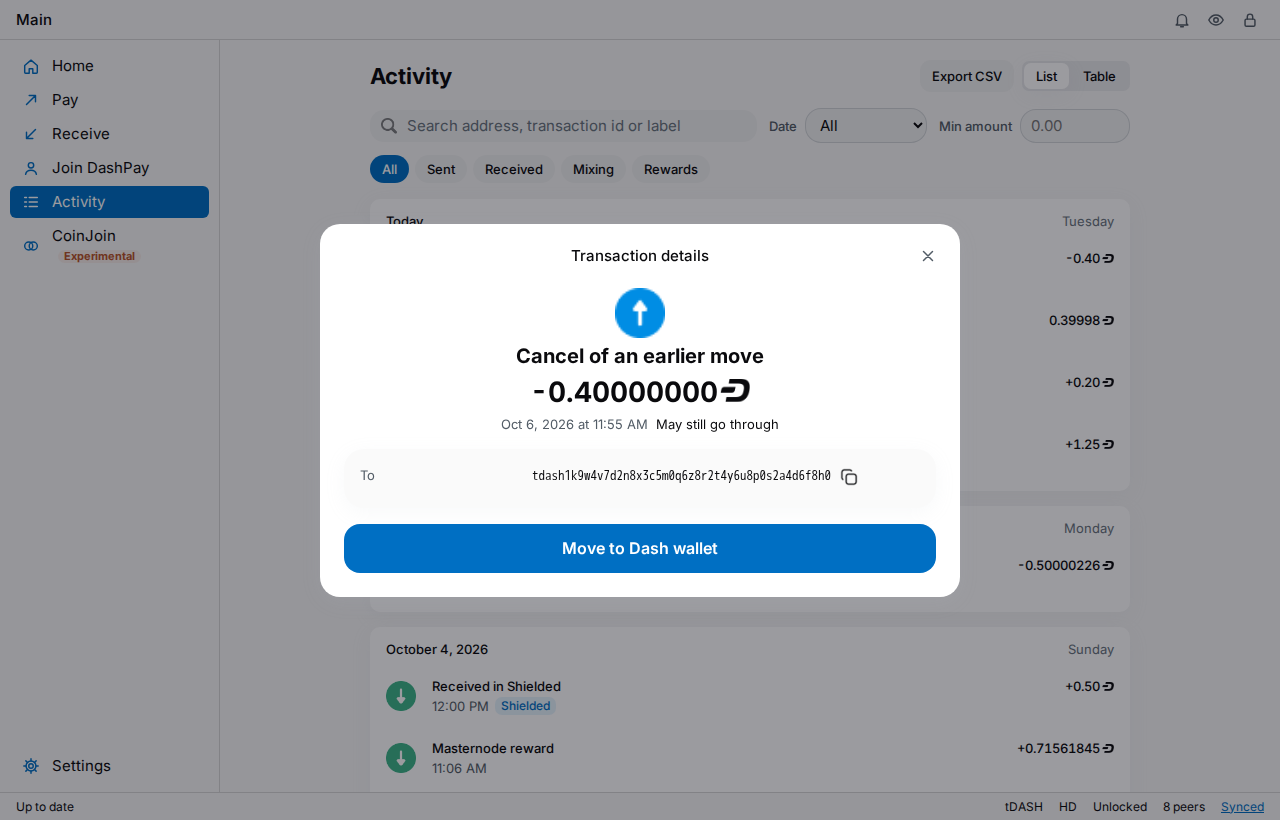 Main
Home
Pay
Receive
Join DashPay
Activity
CoinJoin
Experimental
Settings
Activity
Export CSV
List
Table
Search address, transaction id or label
Date
All
Min amount
0.00
All
Sent
Received
Mixing
Rewards
Today
Tuesday
-0.40
0.39998
+0.20
+1.25
Transaction details
Cancel of an earlier move
-0.40000000
Oct 6, 2026 at 11:55 AM May still go through
To
tdash1k9w4v7d2n8x3c5m0q6z8r2t4y6u8p0s2a4d6f8h0
Move to Dash wallet
Monday
-0.50000226
October 4, 2026
Sunday
Received in Shielded
+0.50
12:00 PM Shielded
Masternode reward
+0.71561845
11:06 AM
Up to date
tDASH
HD
Unlocked
8 peers
Synced